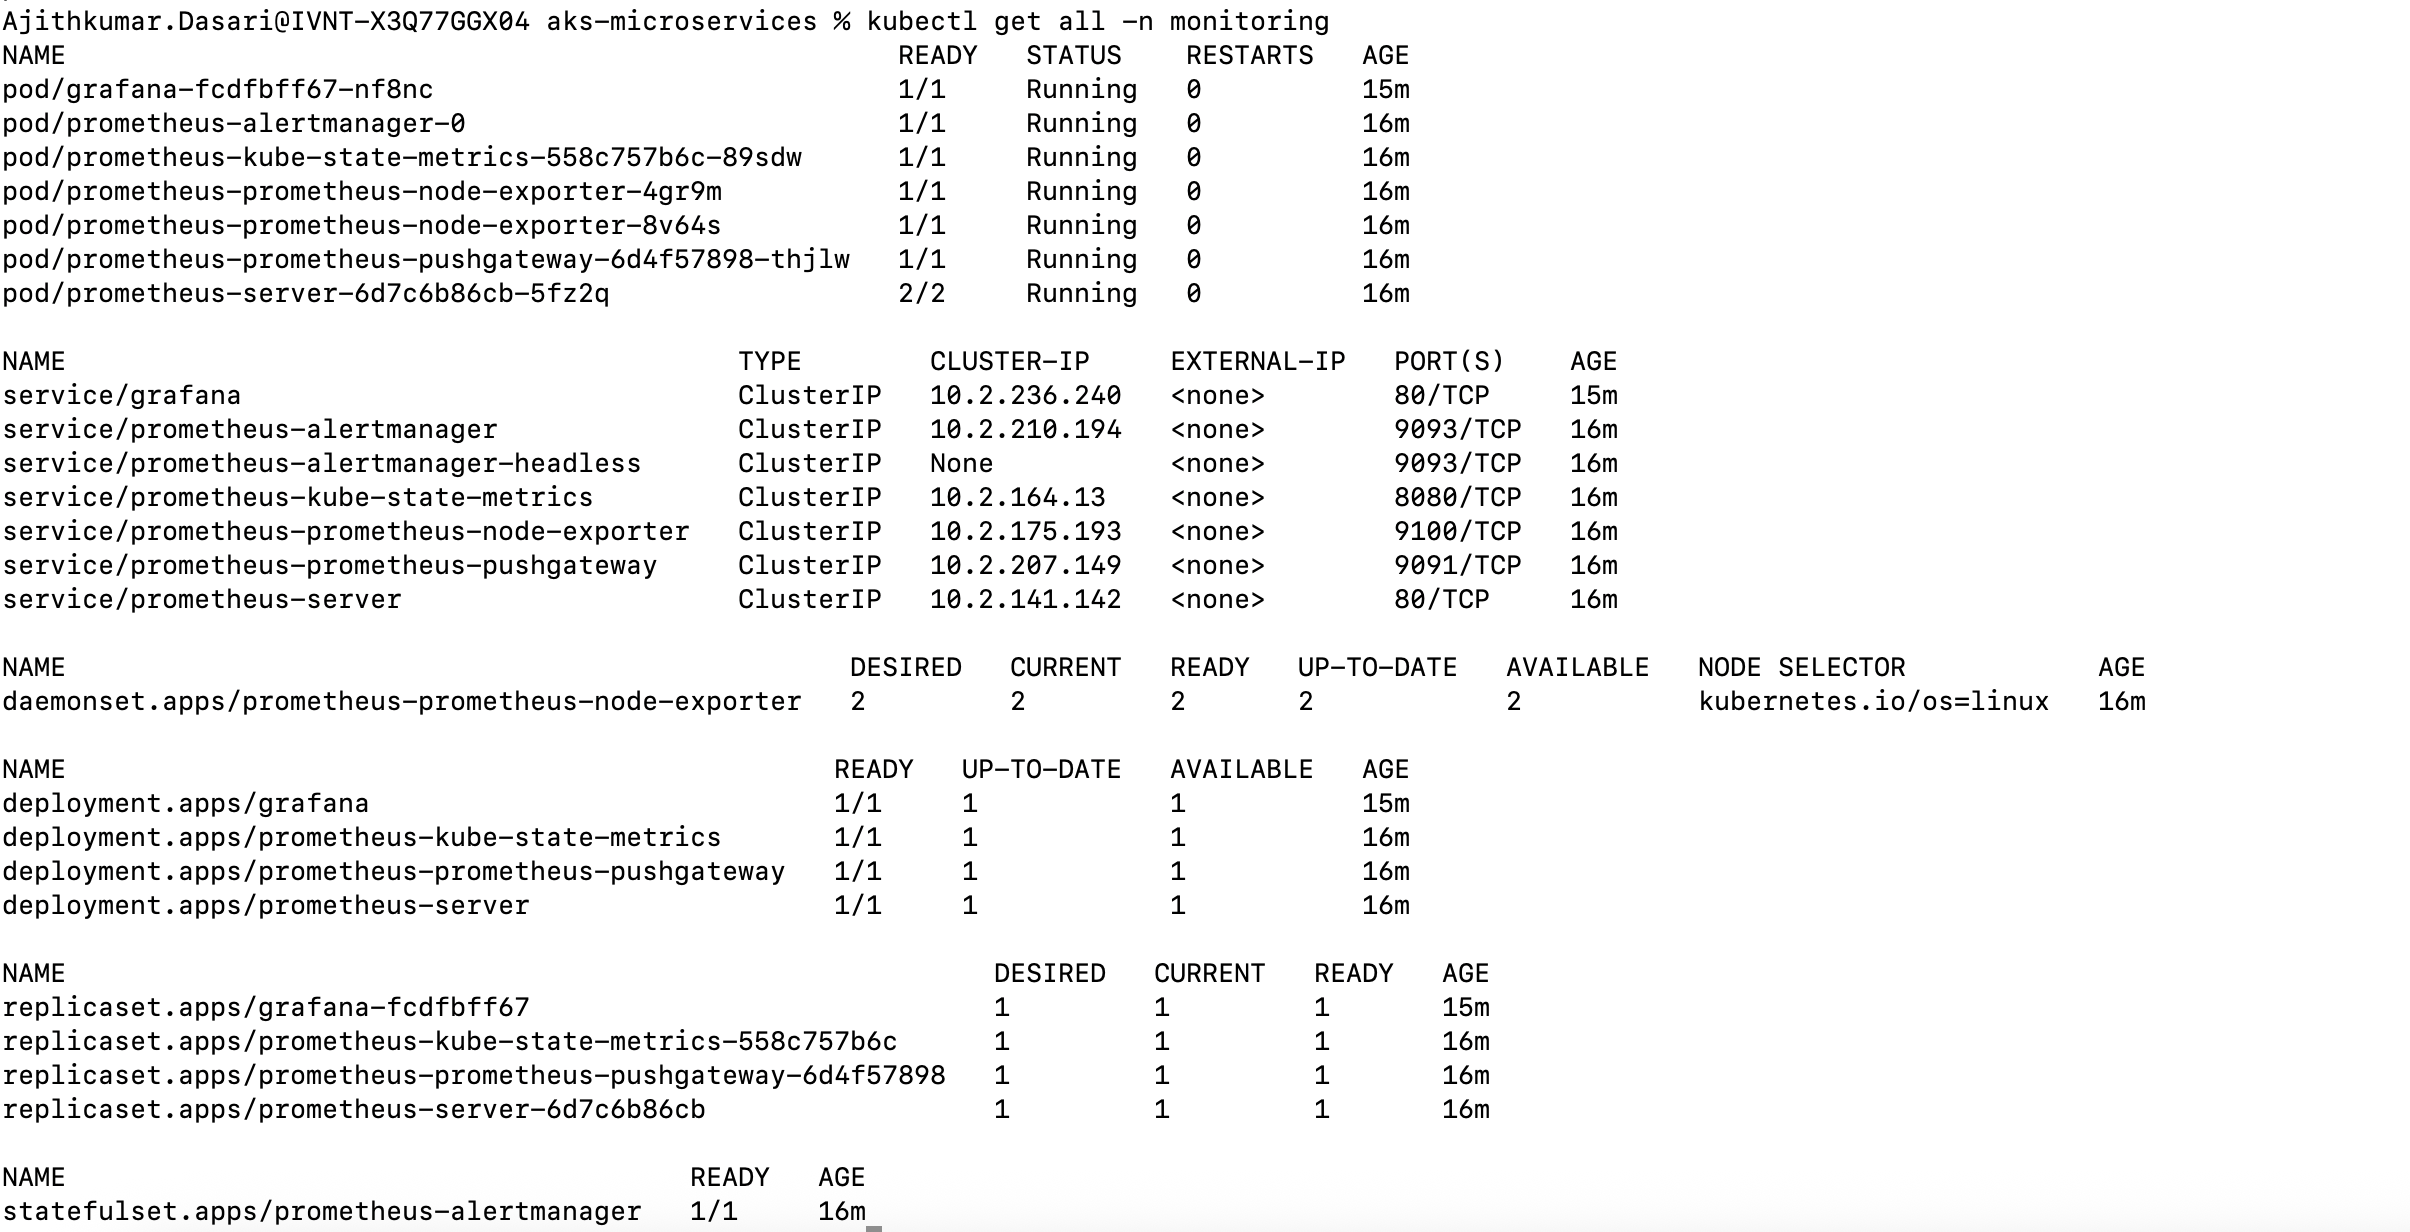 Ajithkumar.Dasari@IVNT-X3Q77GGX04 aks-microservices % kubectl get all -n monitoring
NAME READY STATUS RESTARTS AGE
pod/grafana-fcdfbff67-nf8nc 1/1 Running 0 15m
pod/prometheus-alertmanager-0 1/1 Running 0 16m
pod/prometheus-kube-state-metrics-558c757b6c-89sdw 1/1 Running 0 16m
pod/prometheus-prometheus-node-exporter-4gr9m 1/1 Running 0 16m
pod/prometheus-prometheus-node-exporter-8v64s 1/1 Running 0 16m
pod/prometheus-prometheus-pushgateway-6d4f57898-thjlw 1/1 Running 0 16m
pod/prometheus-server-6d7c6b86cb-5fz2q 2/2 Running 0 16m
NAME TYPE CLUSTER-IP EXTERNAL-IP PORT(S) AGE
service/grafana ClusterIP 10.2.236.240 <none> 80/TCP 15m
service/prometheus-alertmanager ClusterIP 10.2.210.194 <none> 9093/TCP 16m
service/prometheus-alertmanager-headless ClusterIP None <none> 9093/TCP 16m
service/prometheus-kube-state-metrics ClusterIP 10.2.164.13 <none> 8080/TCP 16m
service/prometheus-prometheus-node-exporter ClusterIP 10.2.175.193 <none> 9100/TCP 16m
service/prometheus-prometheus-pushgateway ClusterIP 10.2.207.149 <none> 9091/TCP 16m
service/prometheus-server ClusterIP 10.2.141.142 <none> 80/TCP 16m
NAME DESIRED CURRENT READY UP-TO-DATE AVAILABLE NODE SELECTOR AGE
daemonset.apps/prometheus-prometheus-node-exporter 2 2 2 2 2 kubernetes.io/os=linux 16m
NAME READY UP-TO-DATE AVAILABLE AGE
deployment.apps/grafana 1/1 1 1 15m
deployment.apps/prometheus-kube-state-metrics 1/1 1 1 16m
deployment.apps/prometheus-prometheus-pushgateway 1/1 1 1 16m
deployment.apps/prometheus-server 1/1 1 1 16m
NAME DESIRED CURRENT READY AGE
replicaset.apps/grafana-fcdfbff67 1 1 1 15m
replicaset.apps/prometheus-kube-state-metrics-558c757b6c 1 1 1 16m
replicaset.apps/prometheus-prometheus-pushgateway-6d4f57898 1 1 1 16m
replicaset.apps/prometheus-server-6d7c6b86cb 1 1 1 16m
NAME READY AGE
statefulset.apps/prometheus-alertmanager 1/1 16m